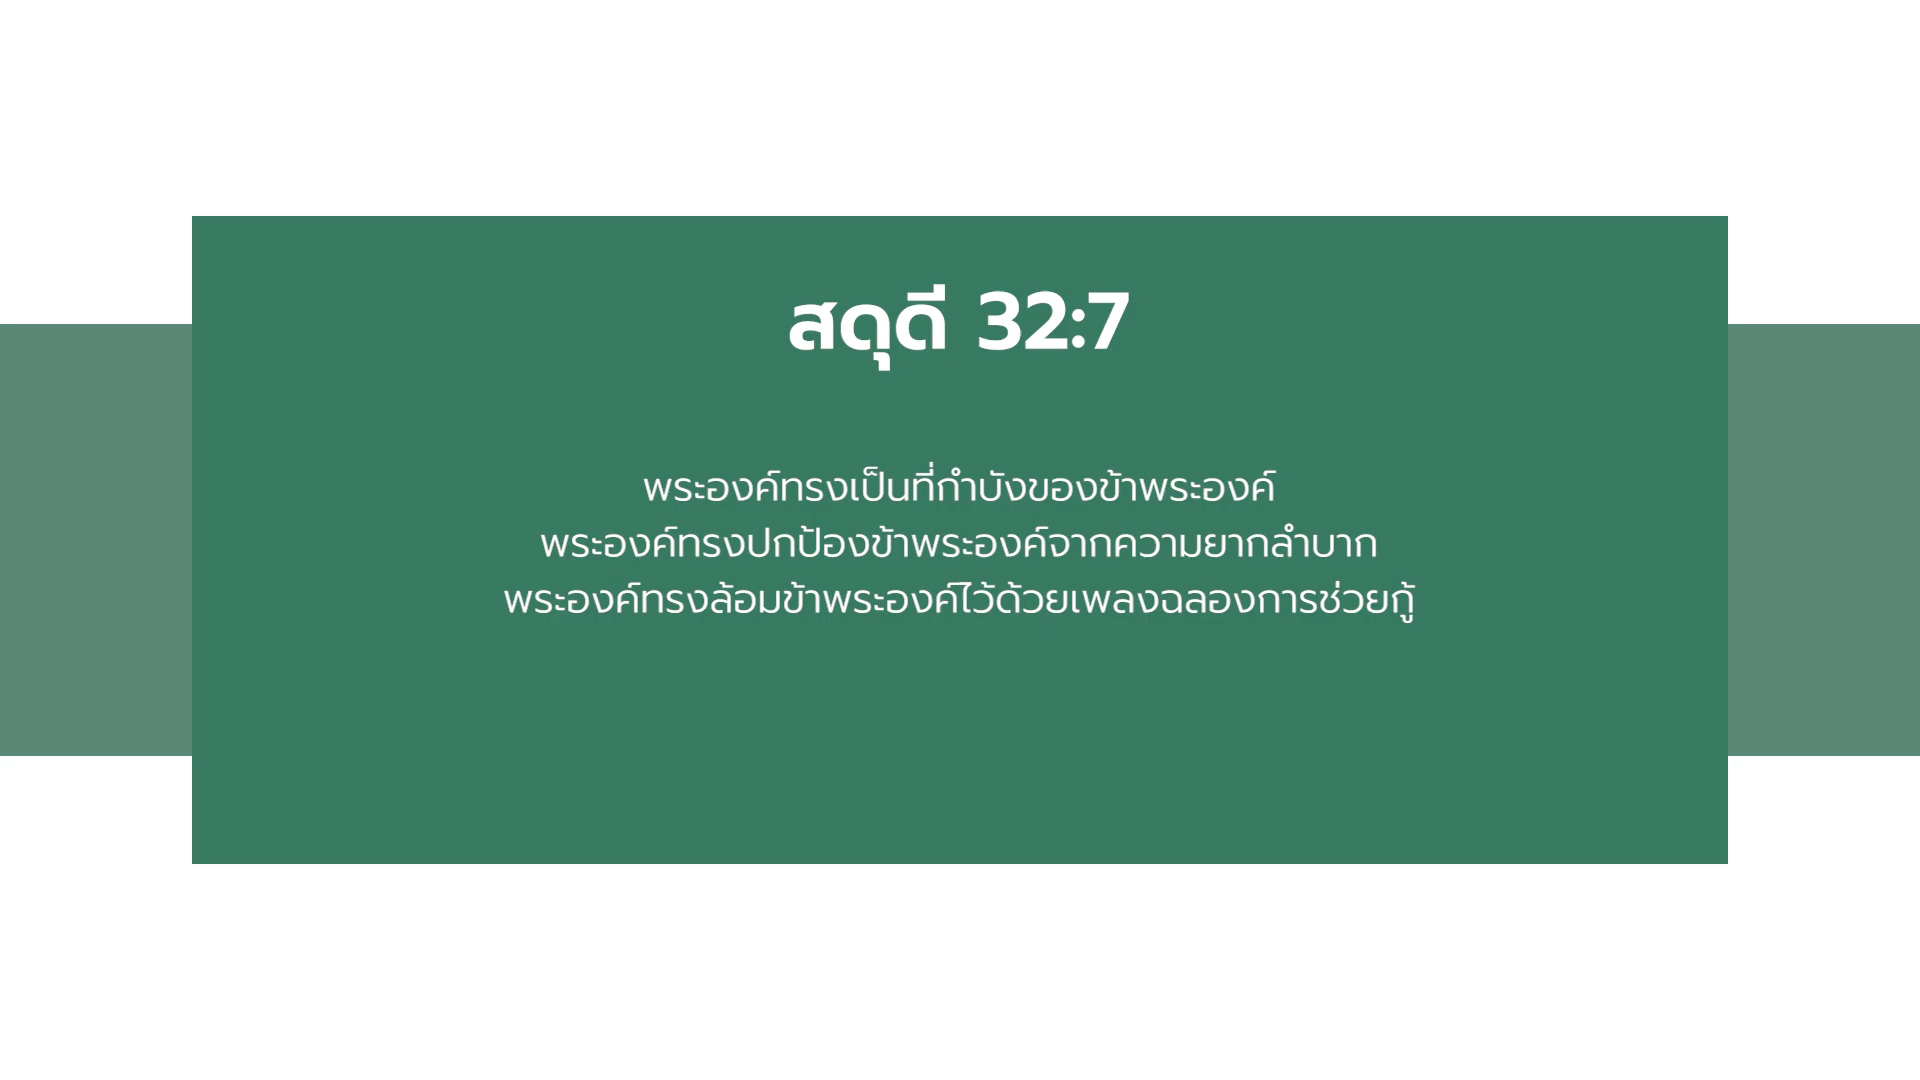 สดุดี 32:7
พระองค์ทรงเป็นที่กำบังของข้าพระองค์
พระองค์ทรงปกป้องข้าพระองค์จากความยากลำบาก
พระองค์ทรงล้อมข้าพระองค์ไว้ด้วยเพลงฉลองการช่วยกู้